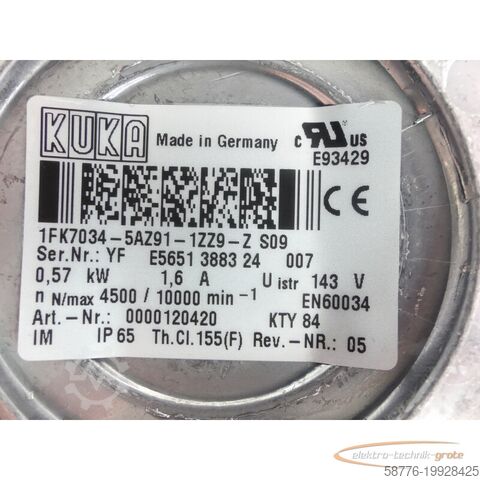 KUKA Made in Germany c RU US
E93429
CE
1FK7034-5AZ91-1ZZ9-Z S09
Ser.Nr.: YF E5651 3883 24 007
0,57 kW 1,6 A U istr 143 V
n N/max 4500 / 10000 min -1 EN60034
Art.-Nr.: 0000120420 KTY 84
IM IP 65 Th.Cl.155(F) Rev.-NR.: 05
elektro-technik-grote
58776-19928425